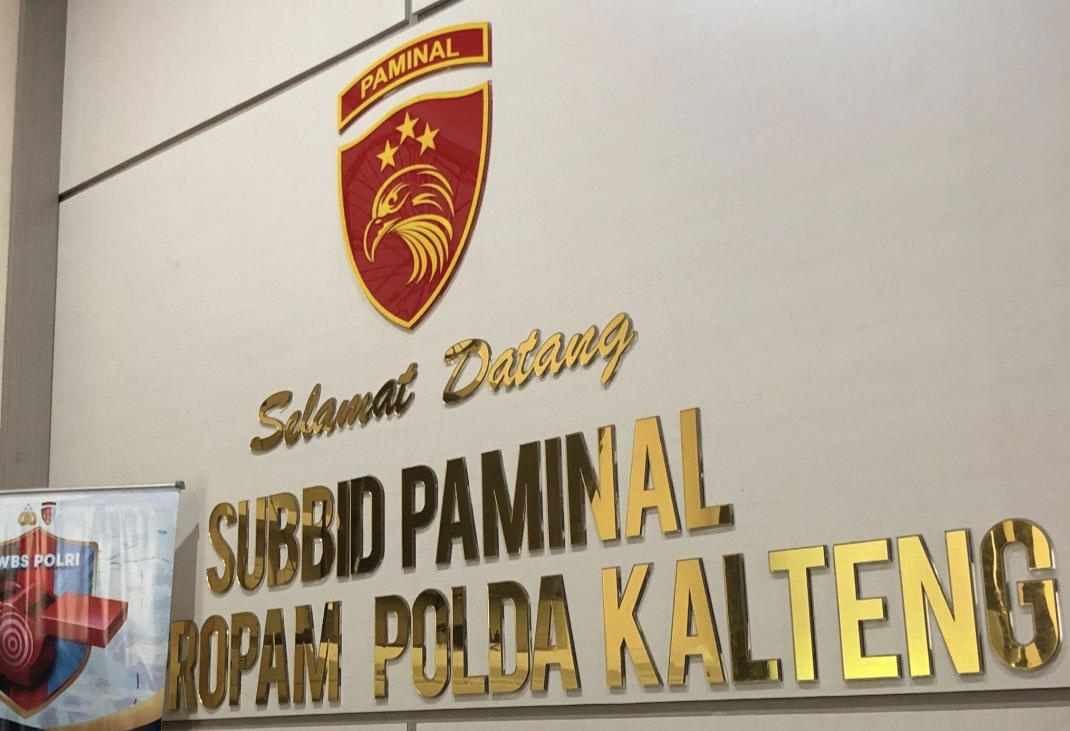 PAMINAL
Selamat Datang
SUBBID PAMINAL
ROPAM POLDA KALTENG
WBS POLRI